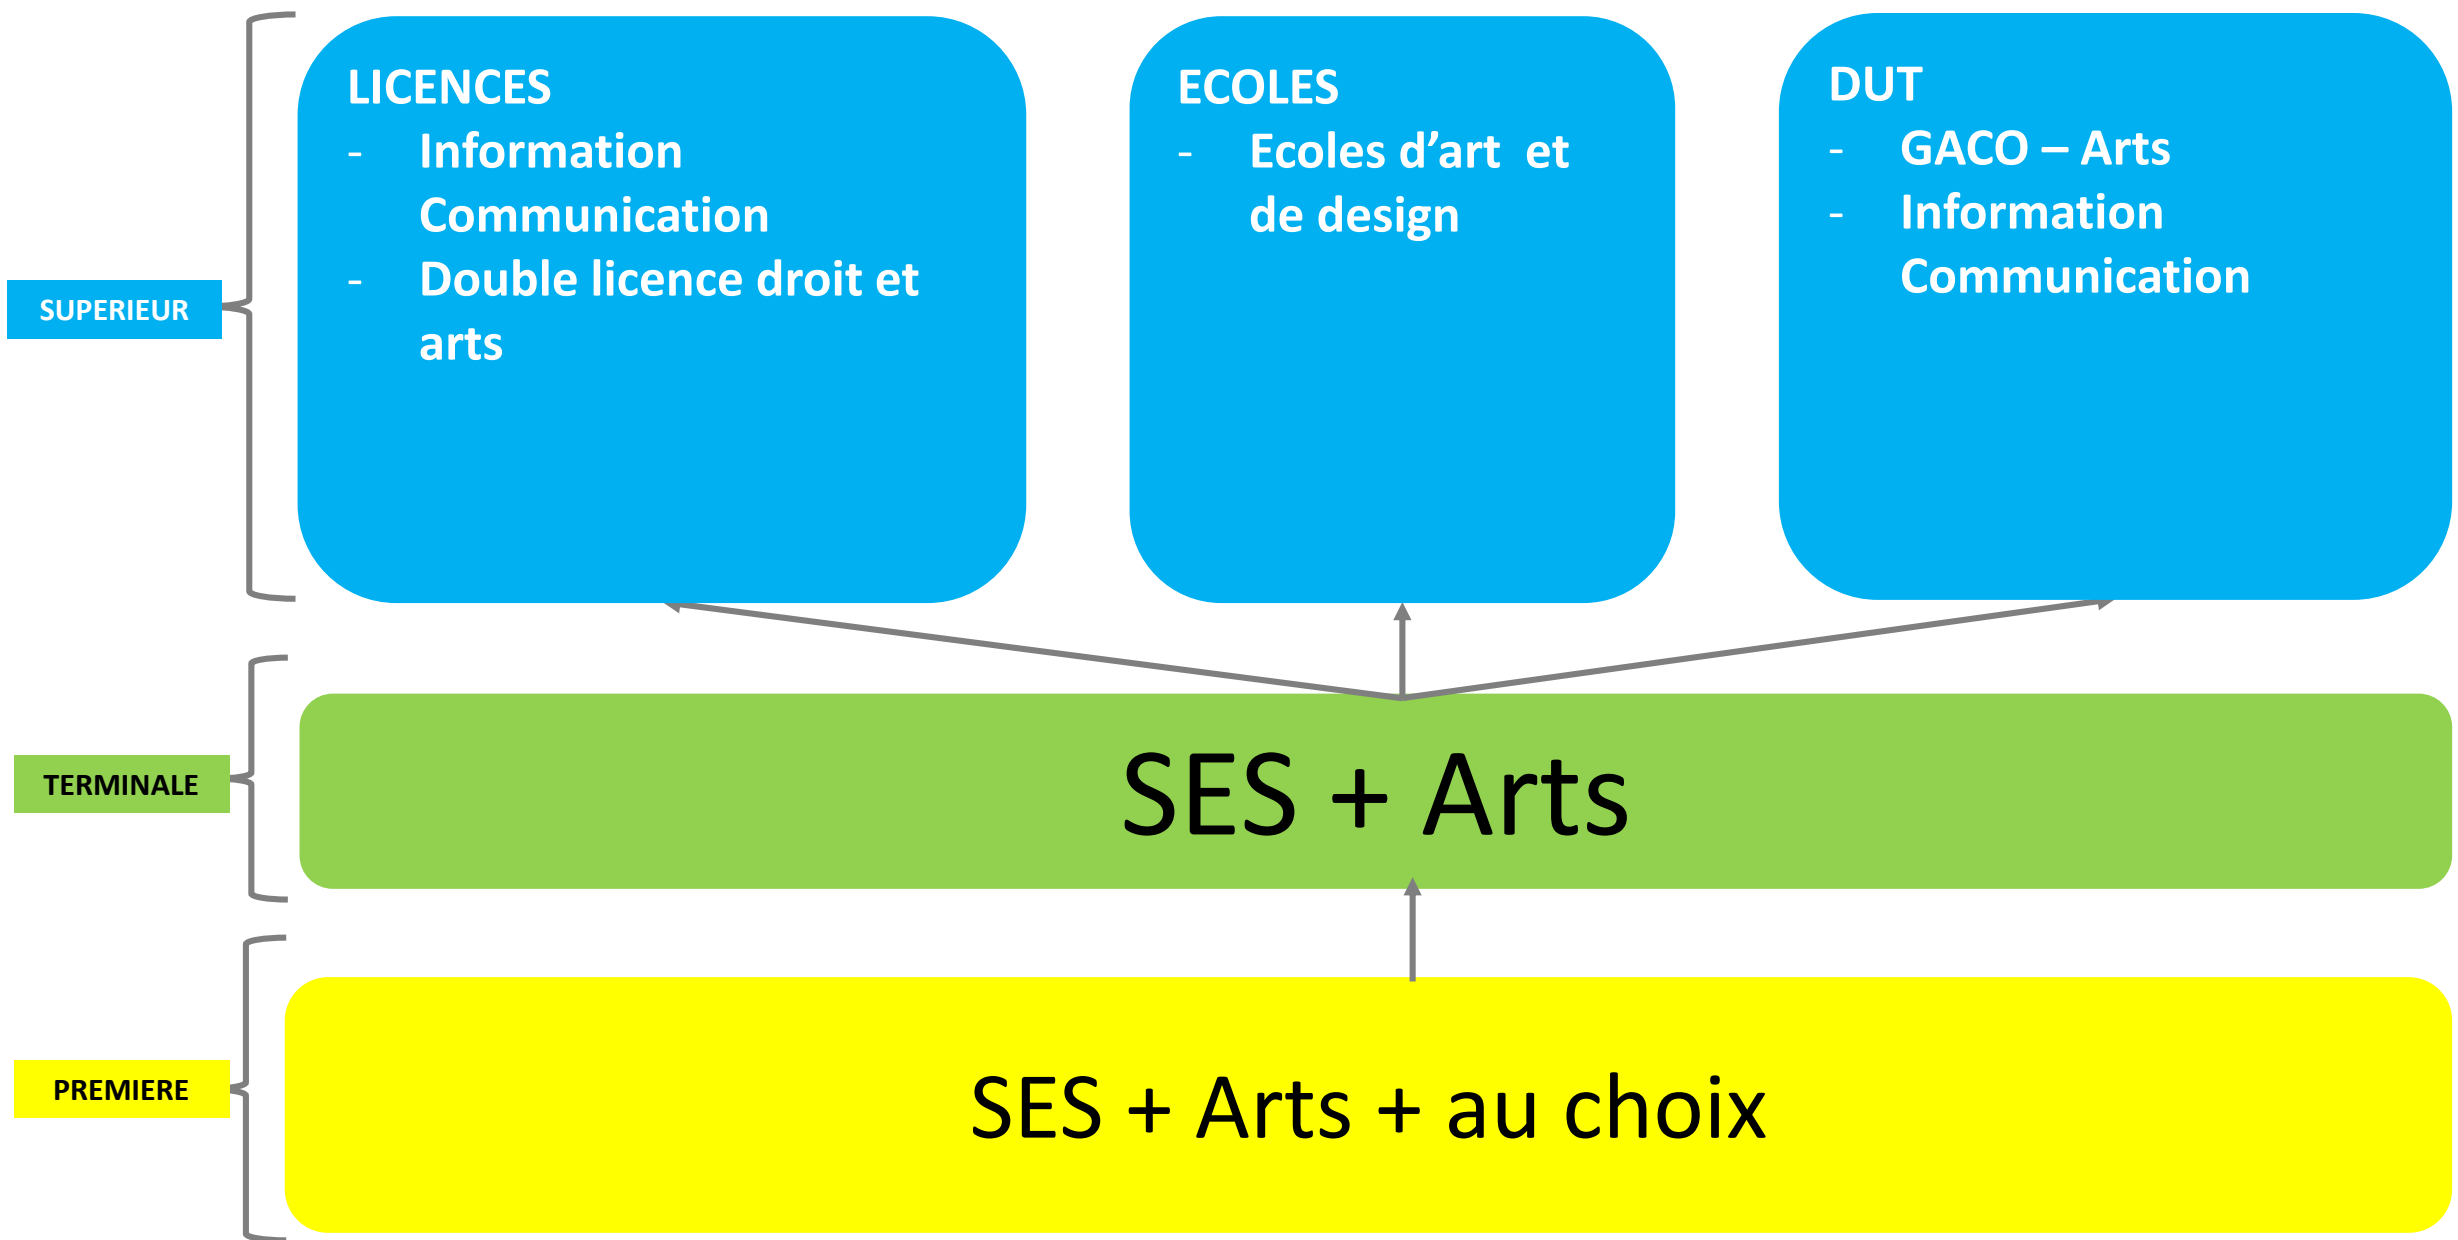 SUPERIEUR
LICENCES
- Information
Communication
- Double licence droit et
arts
ECOLES
- Ecoles d’art  et
de design
DUT
- GACO – Arts
- Information
Communication
TERMINALE
SES + Arts
PREMIERE
SES + Arts + au choix